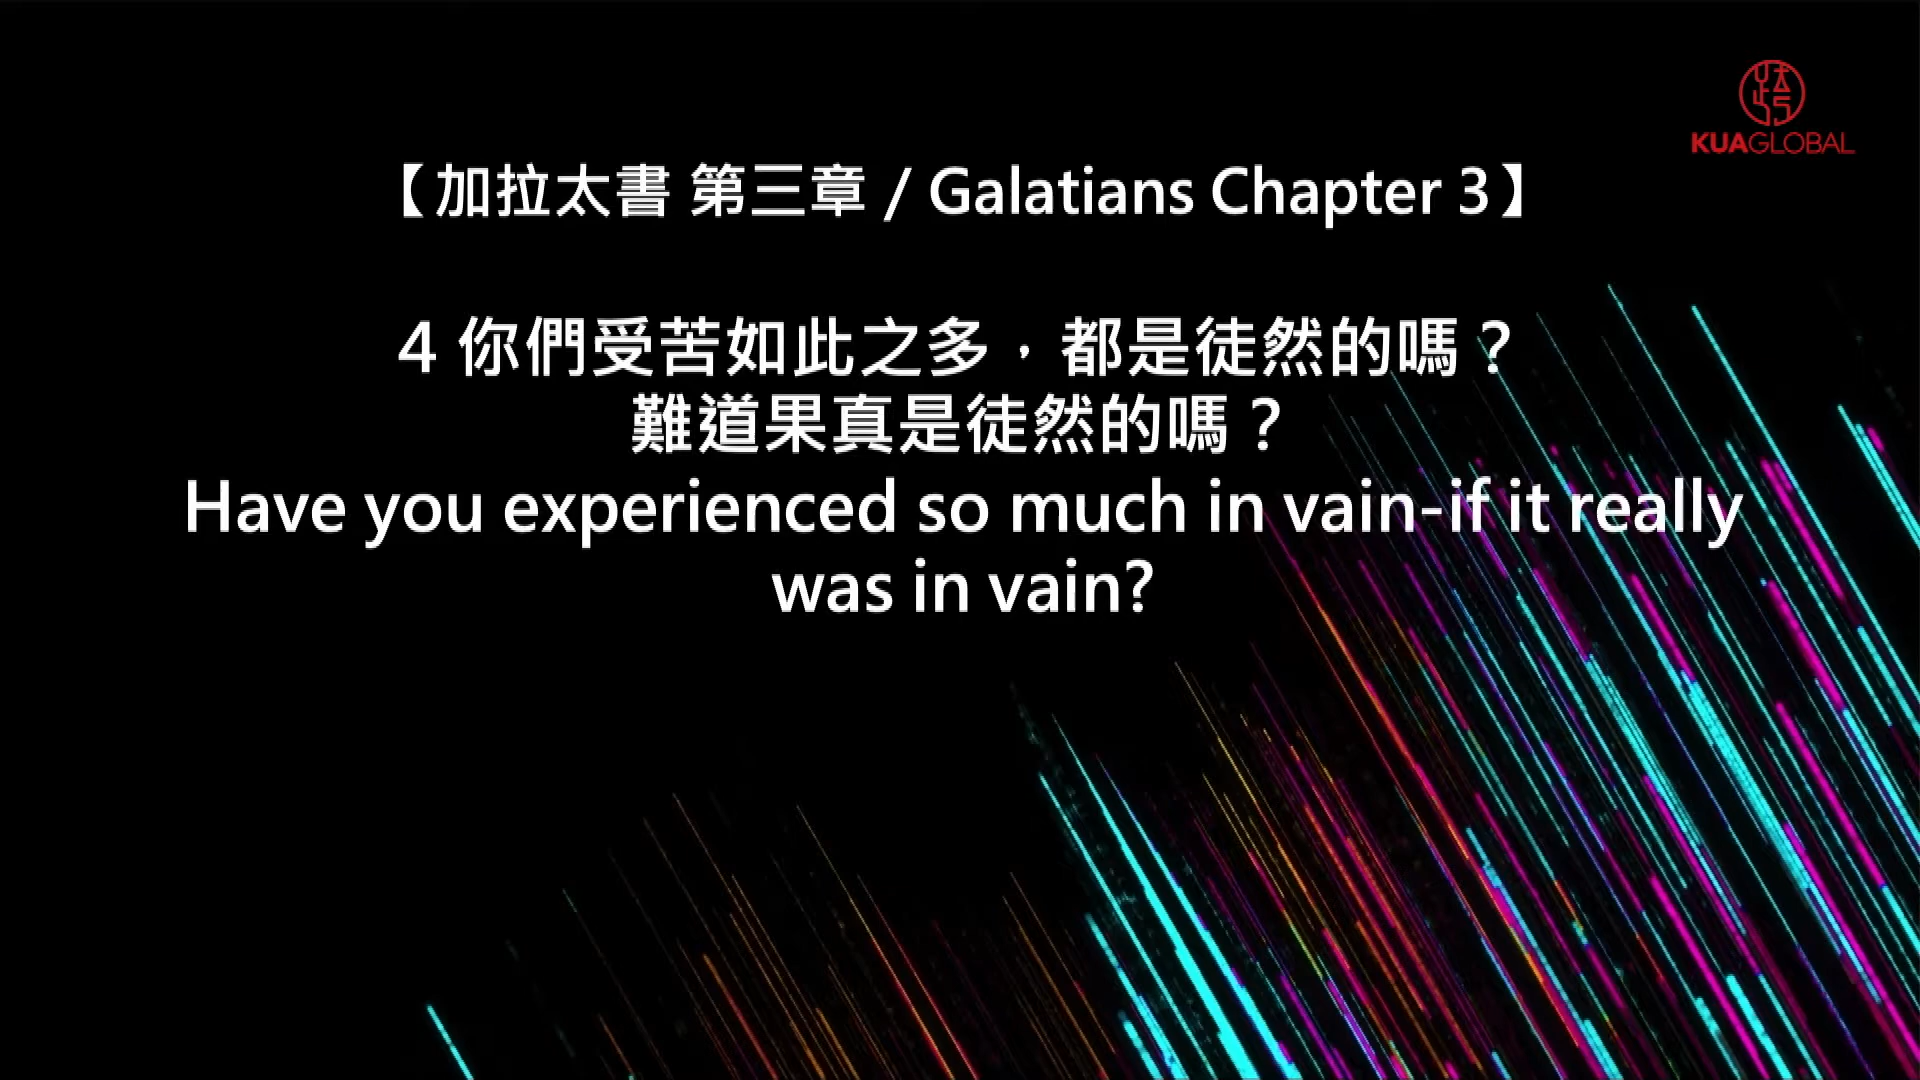 KUAGLOBAL
【加拉太書 第三章 / Galatians Chapter 3】
4 你們受苦如此之多，都是徒然的嗎？
難道果真是徒然的嗎？
Have you experienced so much in vain-if it really
was in vain?